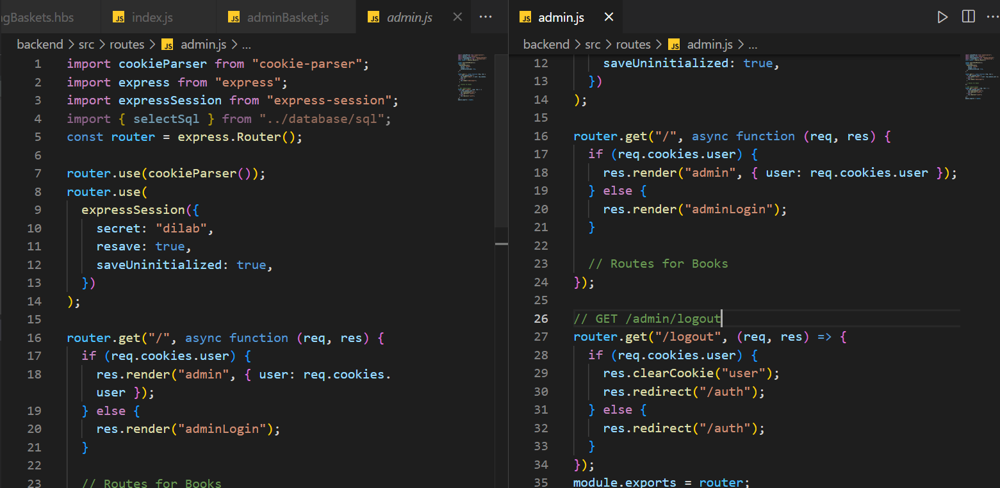 gBaskets.hbs
JS index.js
JS adminBasket.js
JS admin.js
backend > src > routes > JS admin.js > ...
1 import cookieParser from "cookie-parser";
2 import express from "express";
3 import expressSession from "express-session";
4 import { selectSql } from "../database/sql";
5 const router = express.Router();
6
7 router.use(cookieParser());
8 router.use(
9 expressSession({
10 secret: "dilab",
11 resave: true,
12 saveUninitialized: true,
13 })
14 );
15
16 router.get("/", async function (req, res) {
17 if (req.cookies.user) {
18 res.render("admin", { user: req.cookies.
user });
19 } else {
20 res.render("adminLogin");
21 }
22
23 // Routes for Books
JS admin.js
backend > src > routes > JS admin.js > ...
12 saveUninitialized: true,
13 })
14 );
15
16 router.get("/", async function (req, res) {
17 if (req.cookies.user) {
18 res.render("admin", { user: req.cookies.user });
19 } else {
20 res.render("adminLogin");
21 }
22
23 // Routes for Books
24 });
25
26 // GET /admin/logout
27 router.get("/logout", (req, res) => {
28 if (req.cookies.user) {
29 res.clearCookie("user");
30 res.redirect("/auth");
31 } else {
32 res.redirect("/auth");
33 }
34 });
35 module.exports = router;